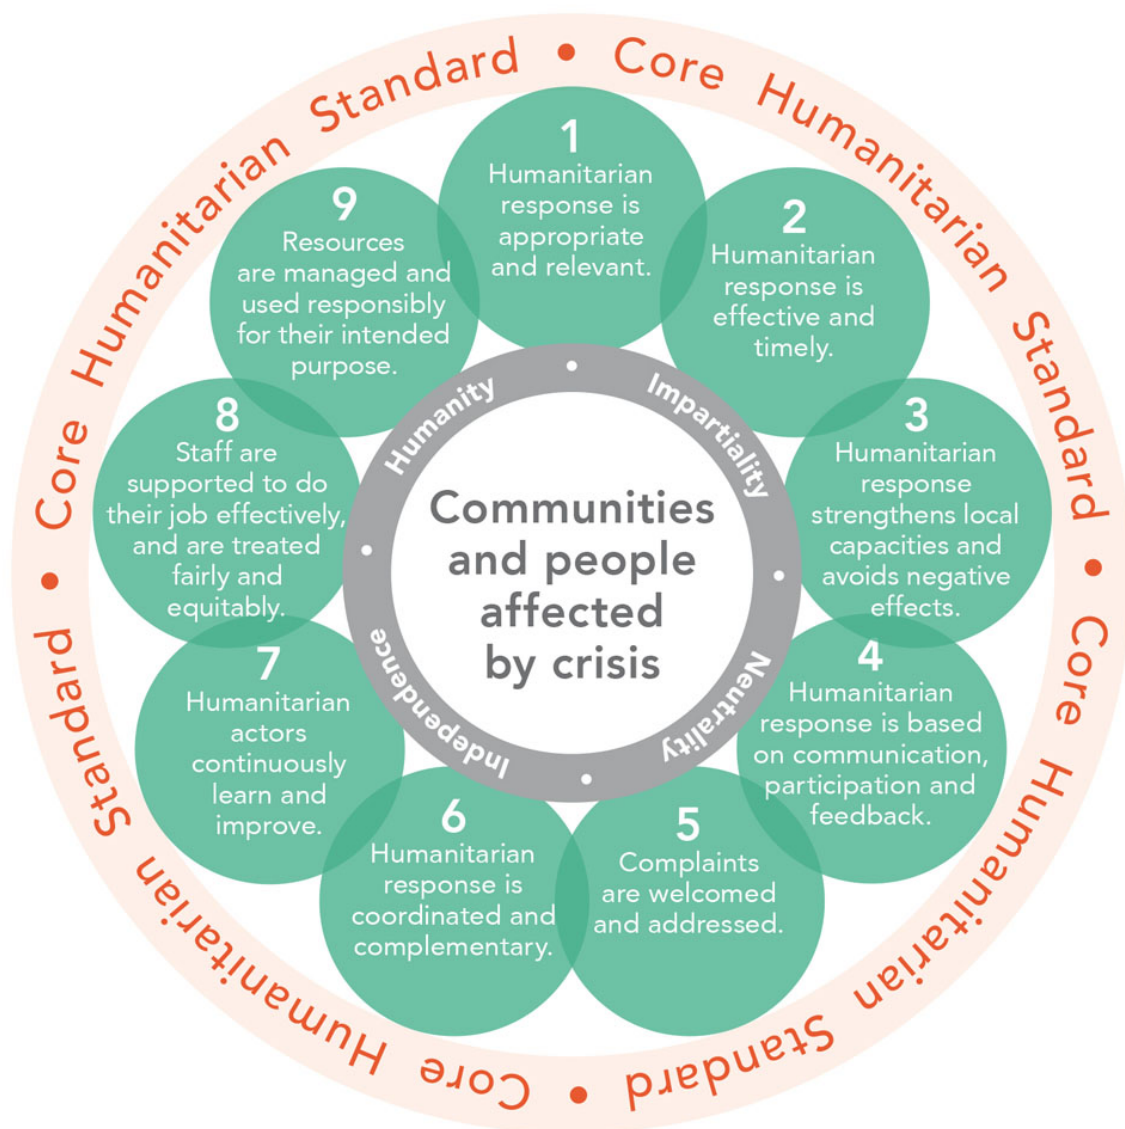 Core Humanitarian Standard • Core Humanitarian Standard • Core Humanitarian Standard • Core Humanitarian Standard •
1
Humanitarian
response is
appropriate
and relevant.
2
Humanitarian
response is
effective and
timely.
3
Humanitarian
response
strengthens local
capacities and
avoids negative
effects.
4
Humanitarian
response is based
on communication,
participation and
feedback.
5
Complaints
are welcomed
and addressed.
6
Humanitarian
response is
coordinated and
complementary.
7
Humanitarian
actors
continuously
learn and
improve.
8
Staff are
supported to do
their job effectively,
and are treated
fairly and
equitably.
9
Resources
are managed and
used responsibly
for their intended
purpose.
Humanity • Impartiality • Neutrality • Independence •
Communities
and people
affected
by crisis